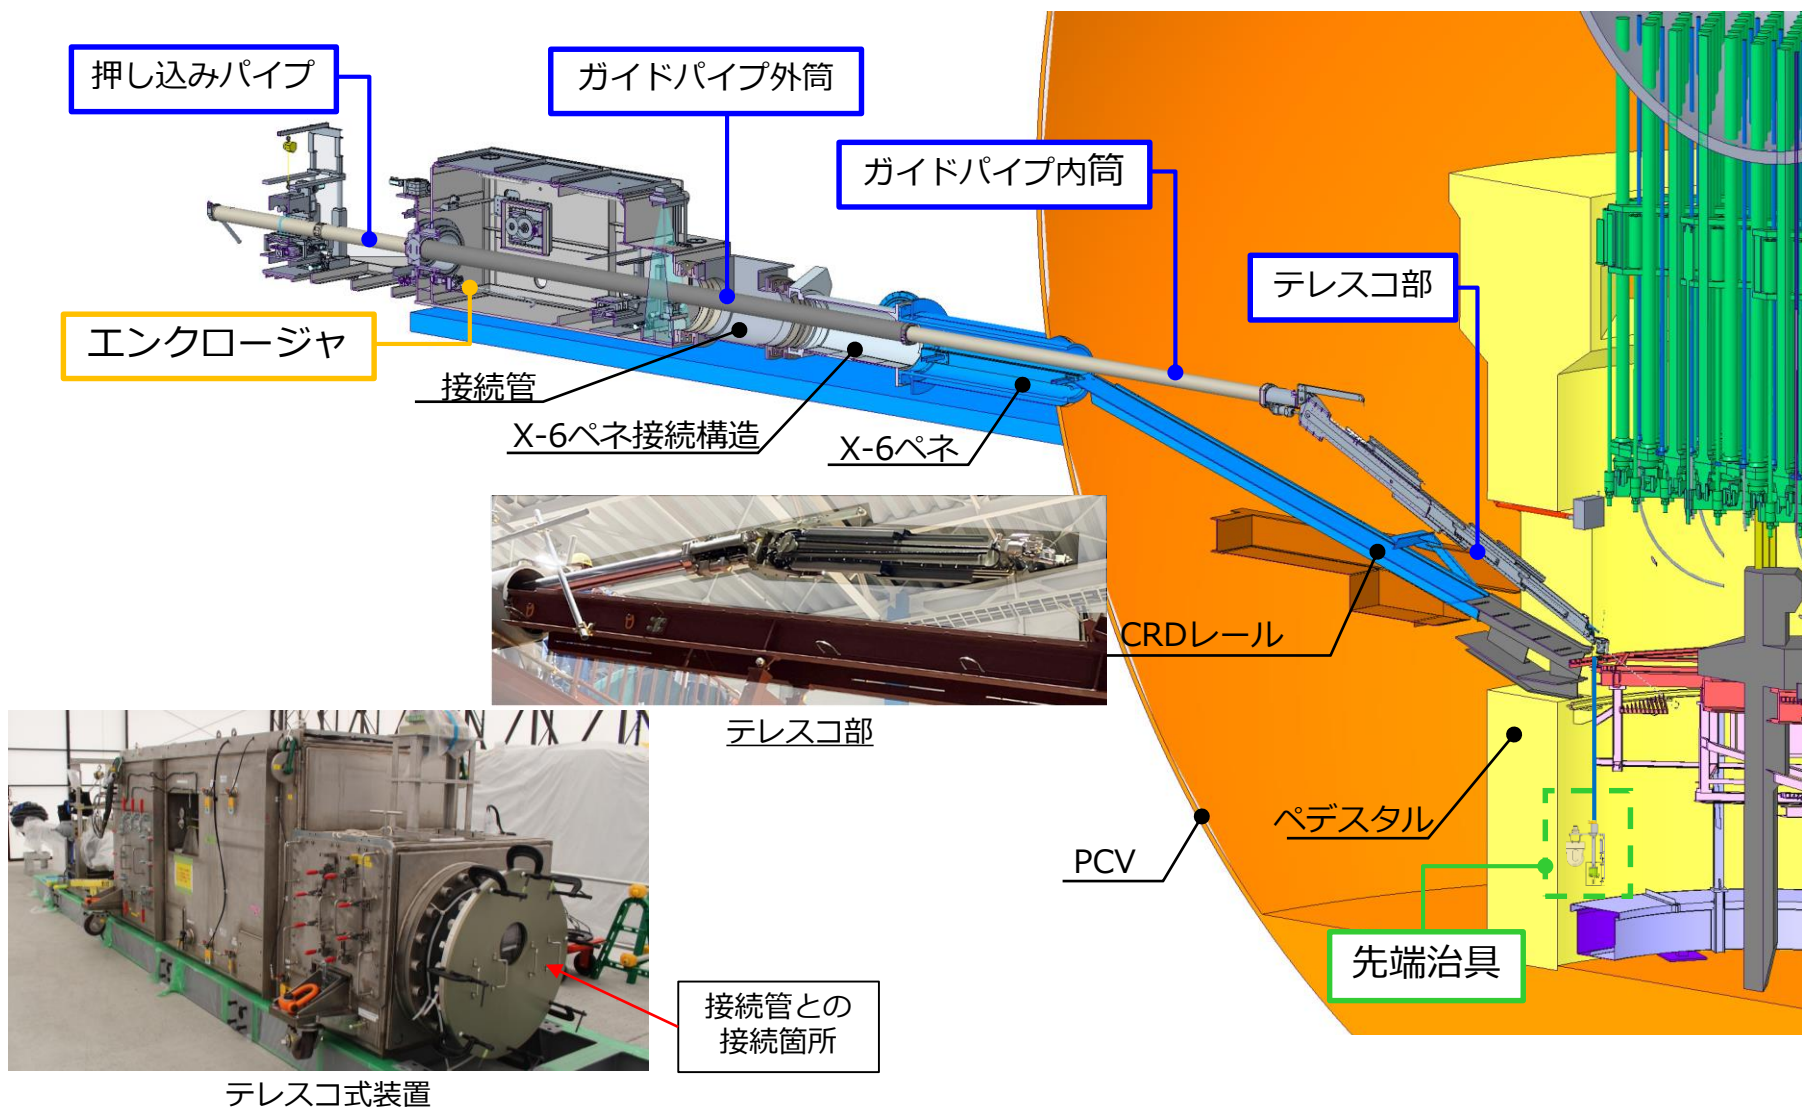 押し込みパイプ
ガイドパイプ外筒
ガイドパイプ内筒
テレスコ部
エンクロージャ
接続管
X-6ペネ接続構造
X-6ペネ
CRDレール
テレスコ部
ペデスタル
PCV
先端治具
接続管との
接続箇所
テレスコ式装置